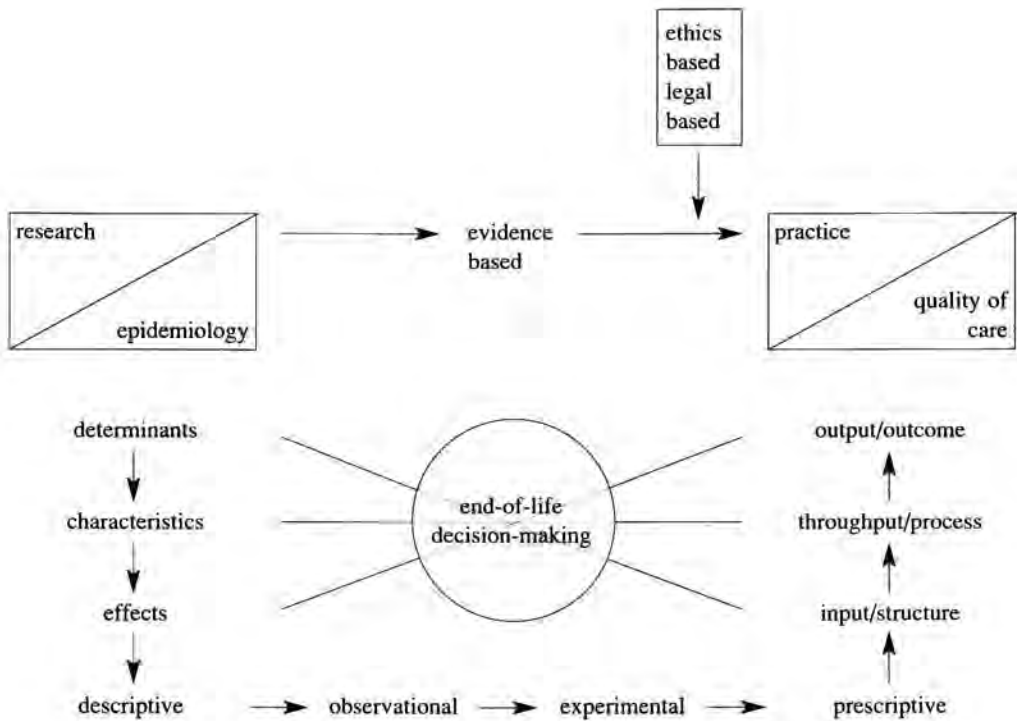 ethics
based
legal
based
research
epidemiology
evidence
based
practice
quality of
care
determinants
characteristics
effects
descriptive
end-of-life
decision-making
output/outcome
throughput/process
input/structure
observational
experimental
prescriptive